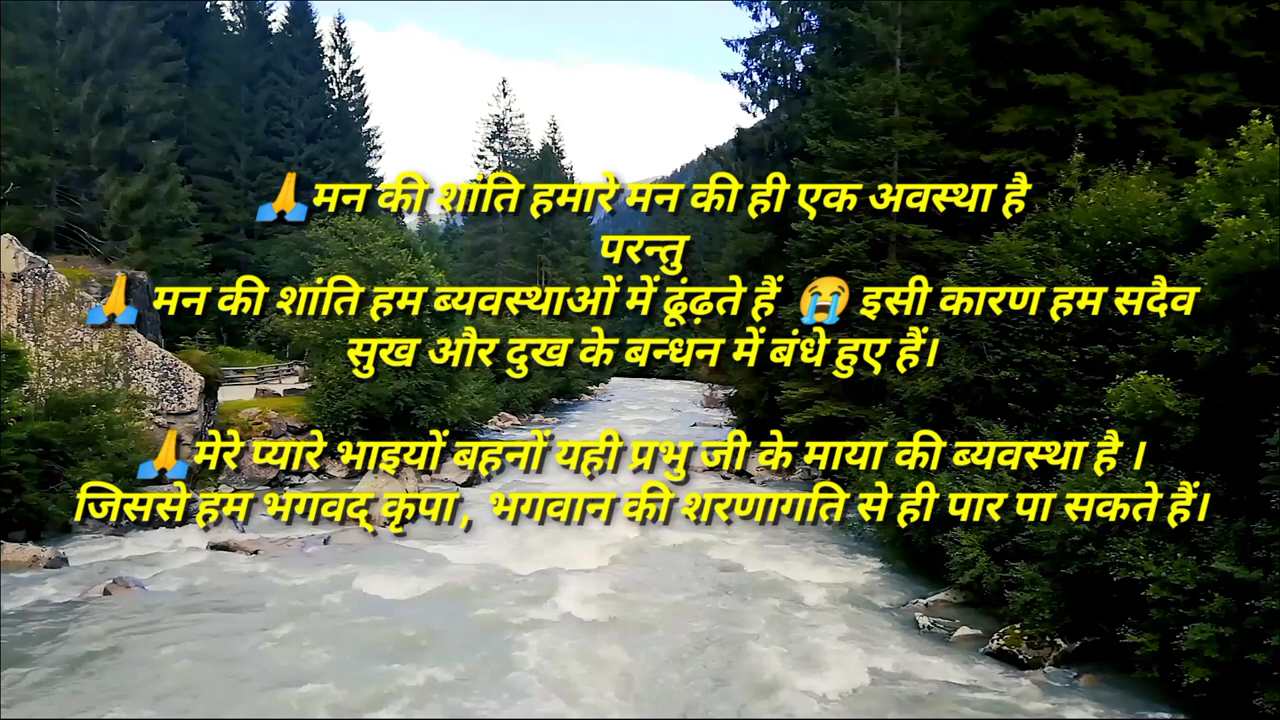 🙏मन की शांति हमारे मन की ही एक अवस्था है
परन्तु
🙏 मन की शांति हम ब्यवस्थाओं में ढूंढ़ते हैं 😭 इसी कारण हम सदैव
सुख और दुख के बन्धन में बंधे हुए हैं।
🙏मेरे प्यारे भाइयों बहनों यही प्रभु जी के माया की ब्यवस्था है ।
जिससे हम भगवद् कृपा, भगवान की शरणागति से ही पार पा सकते हैं।